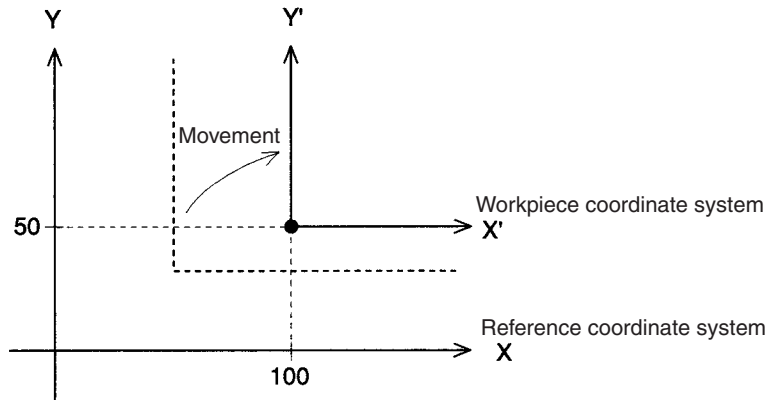 Y
Y'
Movement
Workpiece coordinate system
50
X'
Reference coordinate system
X
100